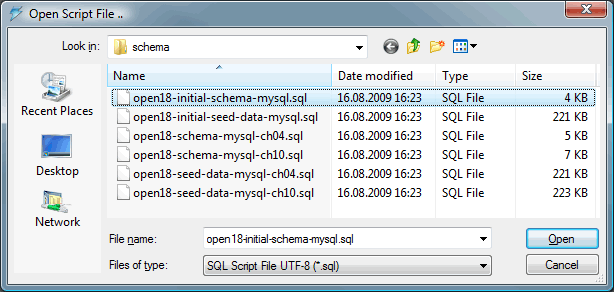 Open Script File ..
Look in: schema
Recent Places
Desktop
Network
Name Date modified Type Size
open18-initial-schema-mysql.sql 16.08.2009 16:23 SQL File 4 KB
open18-initial-seed-data-mysql.sql 16.08.2009 16:23 SQL File 221 KB
open18-schema-mysql-ch04.sql 16.08.2009 16:23 SQL File 5 KB
open18-schema-mysql-ch10.sql 16.08.2009 16:23 SQL File 7 KB
open18-seed-data-mysql-ch04.sql 16.08.2009 16:23 SQL File 221 KB
open18-seed-data-mysql-ch10.sql 16.08.2009 16:23 SQL File 223 KB
File name: open18-initial-schema-mysql.sql Open
Files of type: SQL Script File UTF-8 (*.sql) Cancel